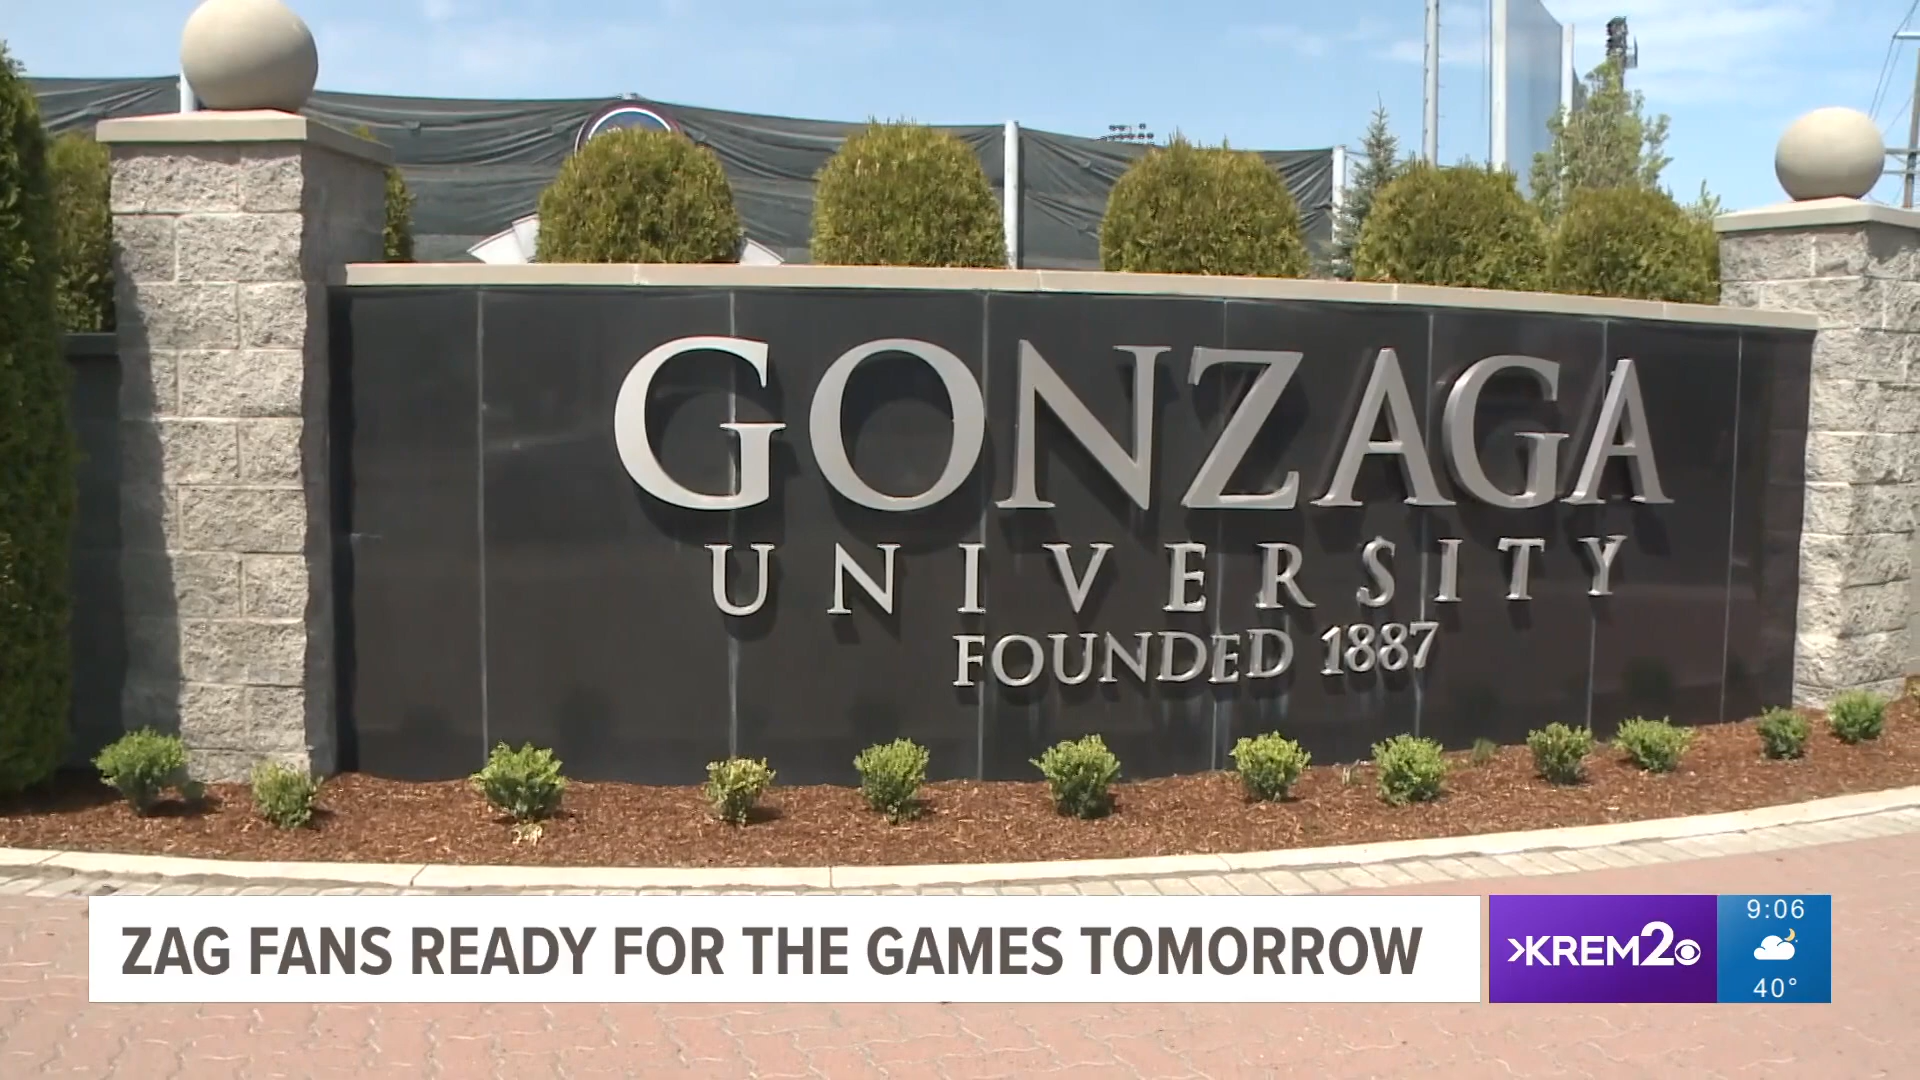 GONZAGA
UNIVERSITY
FOUNDED 1887
ZAG FANS READY FOR THE GAMES TOMORROW
KREM2
9:06
40°